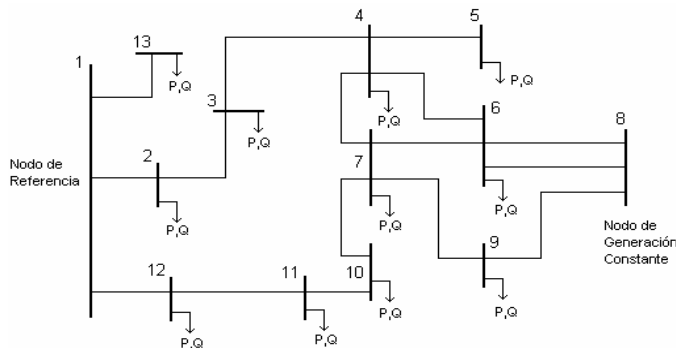 4
5
13
1
P,Q
P,Q
3
P,Q
6
8
P,Q
2
7
Nodo de
Referencia
P,Q
P,Q
P,Q
9
Nodo de
Generación
Constante
12
11
10
P,Q
P,Q
P,Q
P,Q